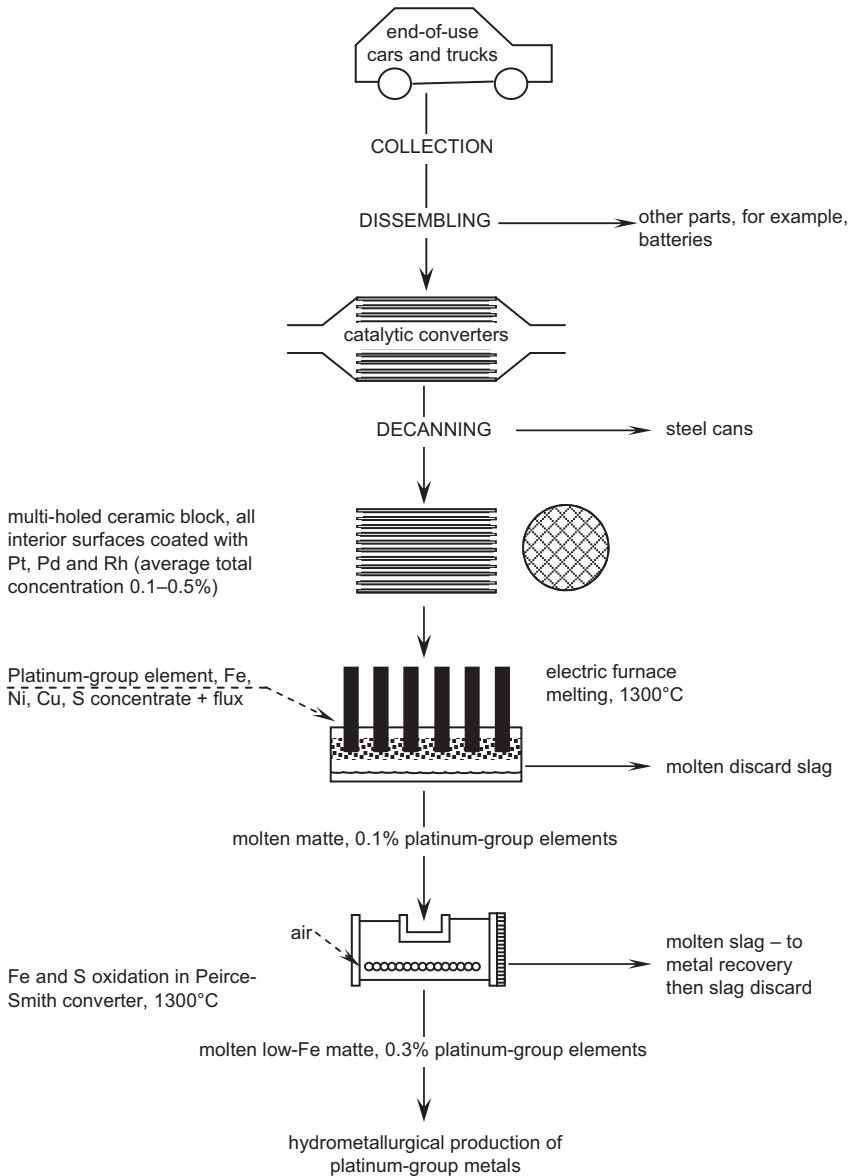 end-of-use
cars and trucks
COLLECTION
DISSEMBLING
other parts, for example,
batteries
catalytic converters
DECANNING
steel cans
multi-holed ceramic block, all
interior surfaces coated with
Pt, Pd and Rh (average total
concentration 0.1–0.5%)
Platinum-group element, Fe,
Ni, Cu, S concentrate + flux
electric furnace
melting, 1300°C
molten discard slag
molten matte, 0.1% platinum-group elements
air
Fe and S oxidation in Peirce-
Smith converter, 1300°C
molten slag – to
metal recovery
then slag discard
molten low-Fe matte, 0.3% platinum-group elements
hydrometallurgical production of
platinum-group metals